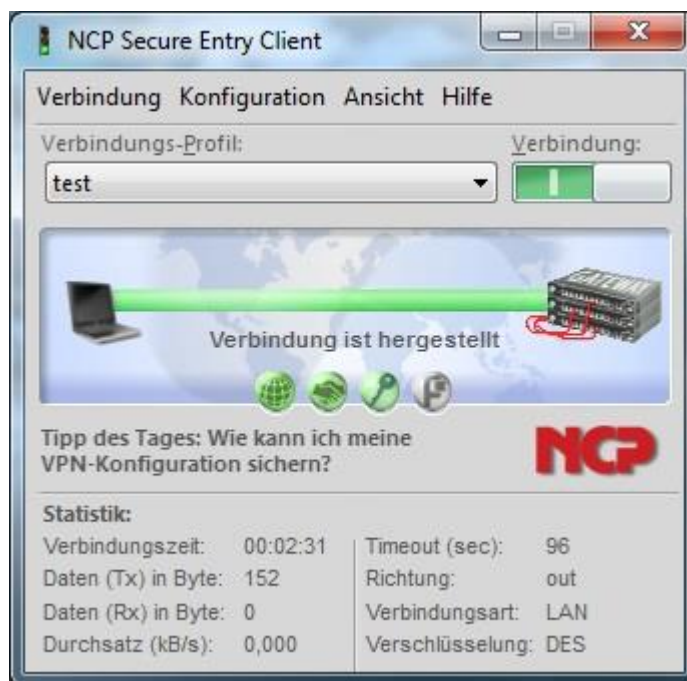 NCP Secure Entry Client
Verbindung Konfiguration Ansicht Hilfe
Verbindungs-Profil: Verbindung:
test
Verbindung ist hergestellt
Tipp des Tages: Wie kann ich meine
VPN-Konfiguration sichern?
NCP
Statistik:
Verbindungszeit: 00:02:31 Timeout (sec): 96
Daten (Tx) in Byte: 152 Richtung: out
Daten (Rx) in Byte: 0 Verbindungsart: LAN
Durchsatz (kB/s): 0,000 Verschlüsselung: DES